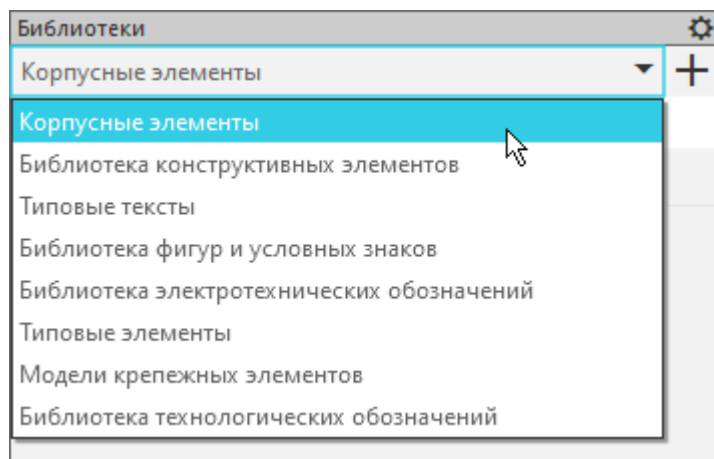 Библиотеки
Корпусные элементы
Корпусные элементы
Библиотека конструктивных элементов
Типовые тексты
Библиотека фигур и условных знаков
Библиотека электротехнических обозначений
Типовые элементы
Модели крепежных элементов
Библиотека технологических обозначений